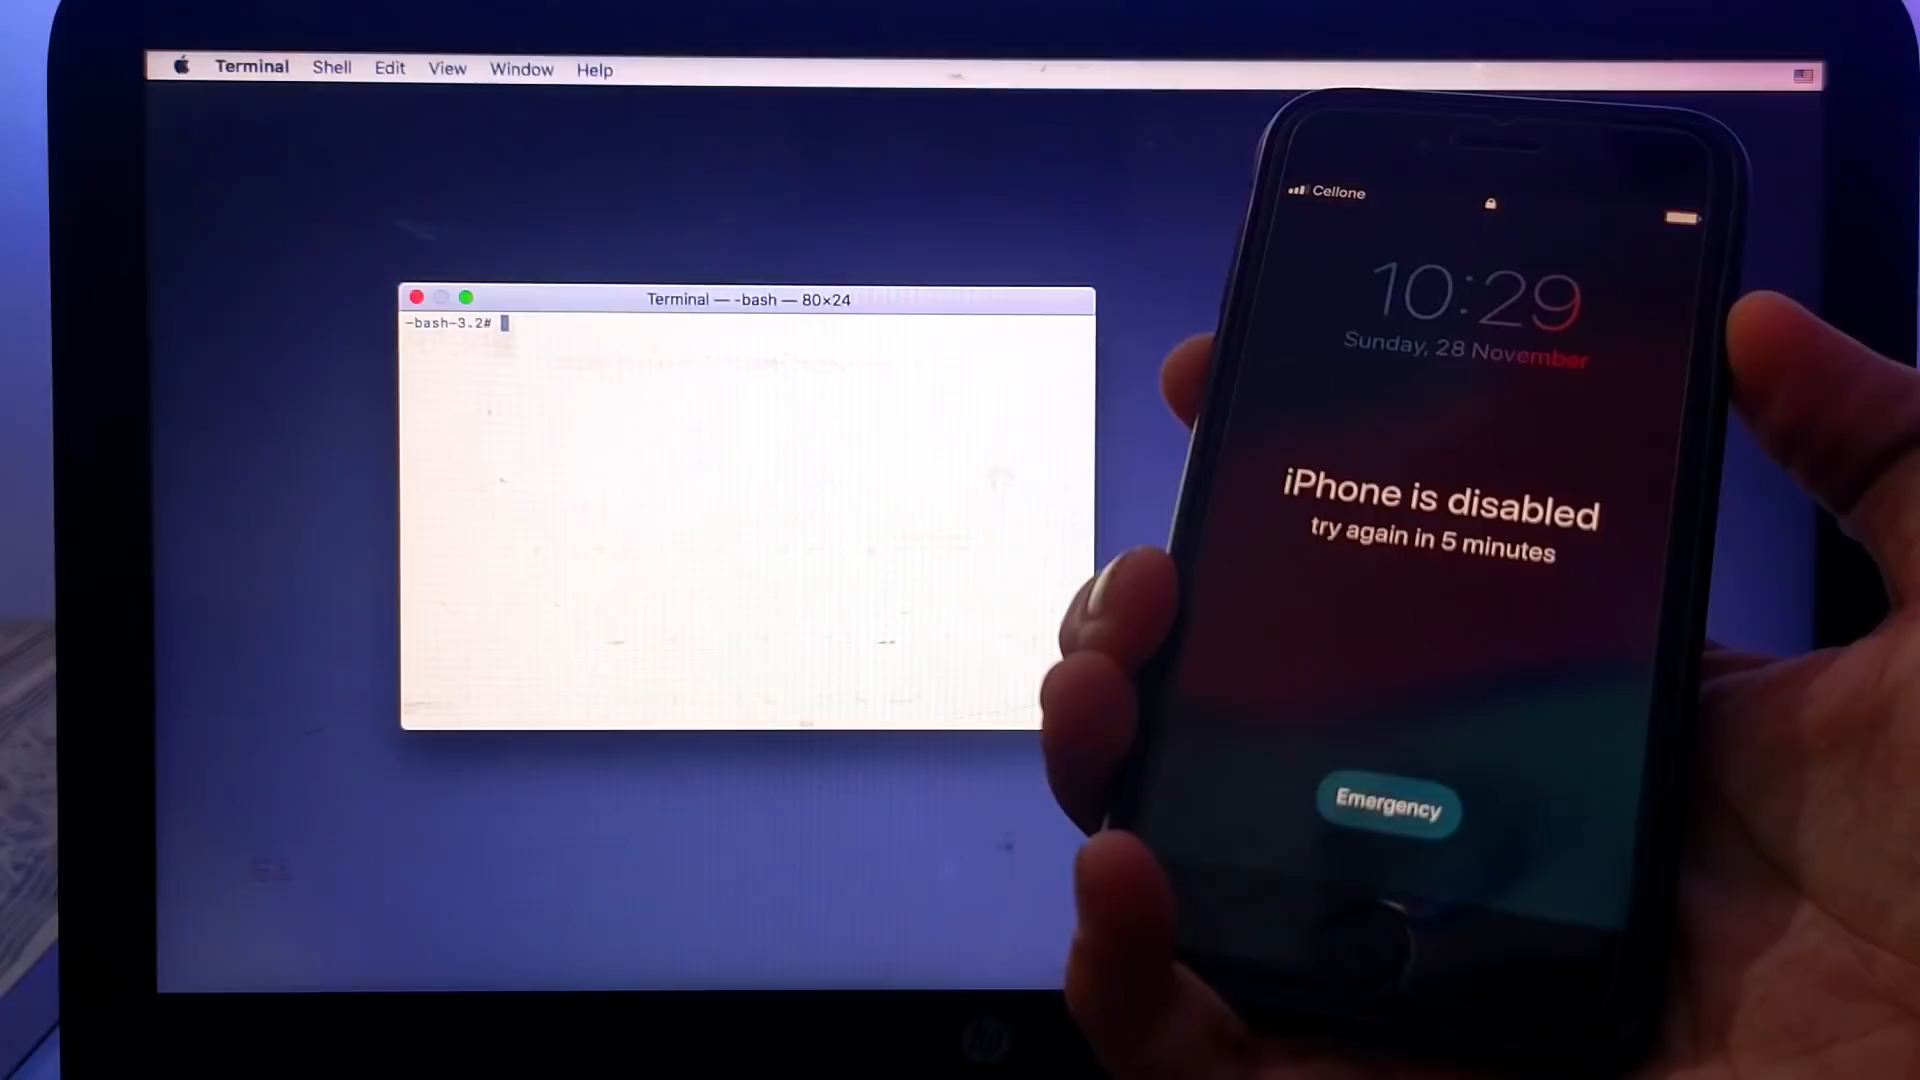 Terminal Shell Edit View Window Help
Terminal — -bash — 80×24
-bash-3.2#
Cellone
10:29
Sunday, 28 November
iPhone is disabled
try again in 5 minutes
Emergency
hp